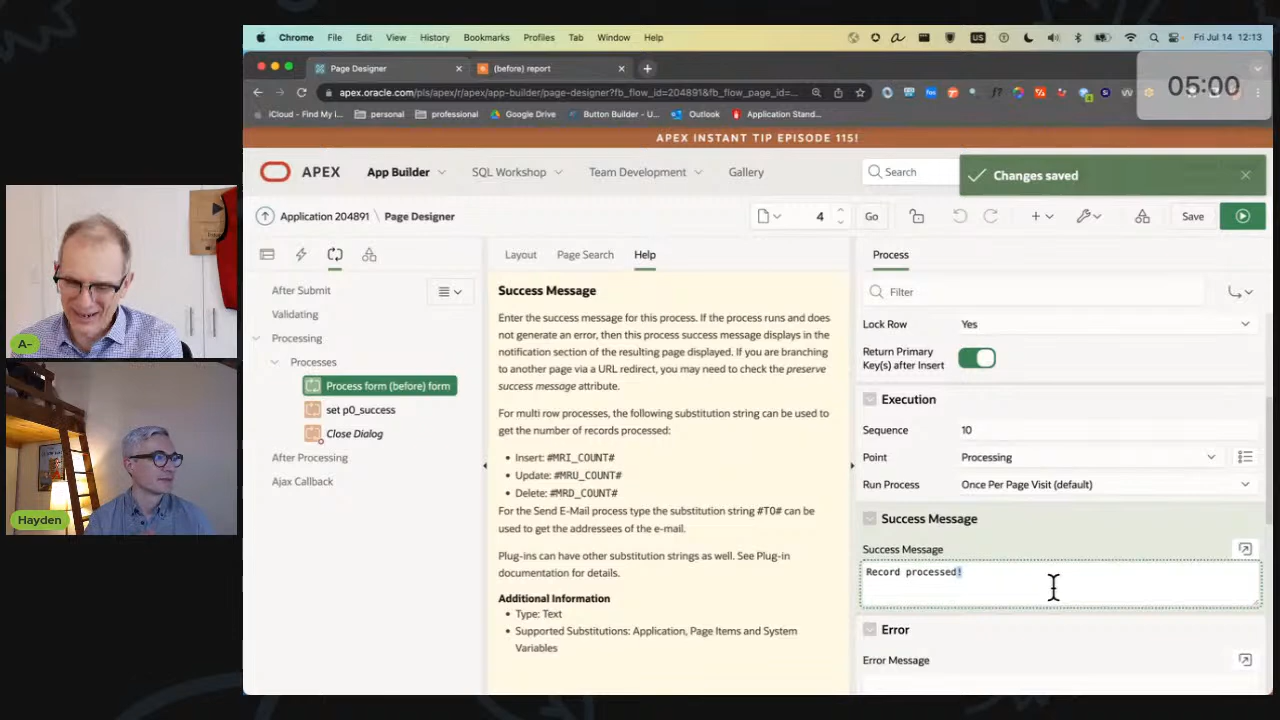 Chrome File Edit View History Bookmarks Profiles Tab Window Help
US Fri Jul 14 12:13
Page Designer
(before) report
05:00
apex.oracle.com/pls/apex/r/apex/app-builder/page-designer?fb_flow_id=204891&fb_flow_page_id=...
iCloud - Find My i... personal professional Google Drive Button Builder - U... Outlook Application Stand...
APEX INSTANT TIP EPISODE 115!
APEX App Builder SQL Workshop Team Development Gallery Search
Changes saved
Application 204891 \ Page Designer 4 Go Save
Layout Page Search Help
Process
After Submit
Validating
Processing
Processes
Process form (before) form
set p0_success
Close Dialog
After Processing
Ajax Callback
Success Message
Enter the success message for this process. If the process runs and does
not generate an error, then this process success message displays in the
notification section of the resulting page displayed. If you are branching
to another page via a URL redirect, you may need to check the preserve
success message attribute.
For multi row processes, the following substitution string can be used to
get the number of records processed:
• Insert: #MRI_COUNT#
• Update: #MRU_COUNT#
• Delete: #MRD_COUNT#
For the Send E-Mail process type the substitution string #TO# can be
used to get the addressees of the e-mail.
Plug-ins can have other substitution strings as well. See Plug-in
documentation for details.
Additional Information
• Type: Text
• Supported Substitutions: Application, Page Items and System
Variables
Filter
Lock Row Yes
Return Primary
Key(s) after Insert
Execution
Sequence 10
Point Processing
Run Process Once Per Page Visit (default)
Success Message
Success Message
Record processed!
Error
Error Message
A-
Hayden